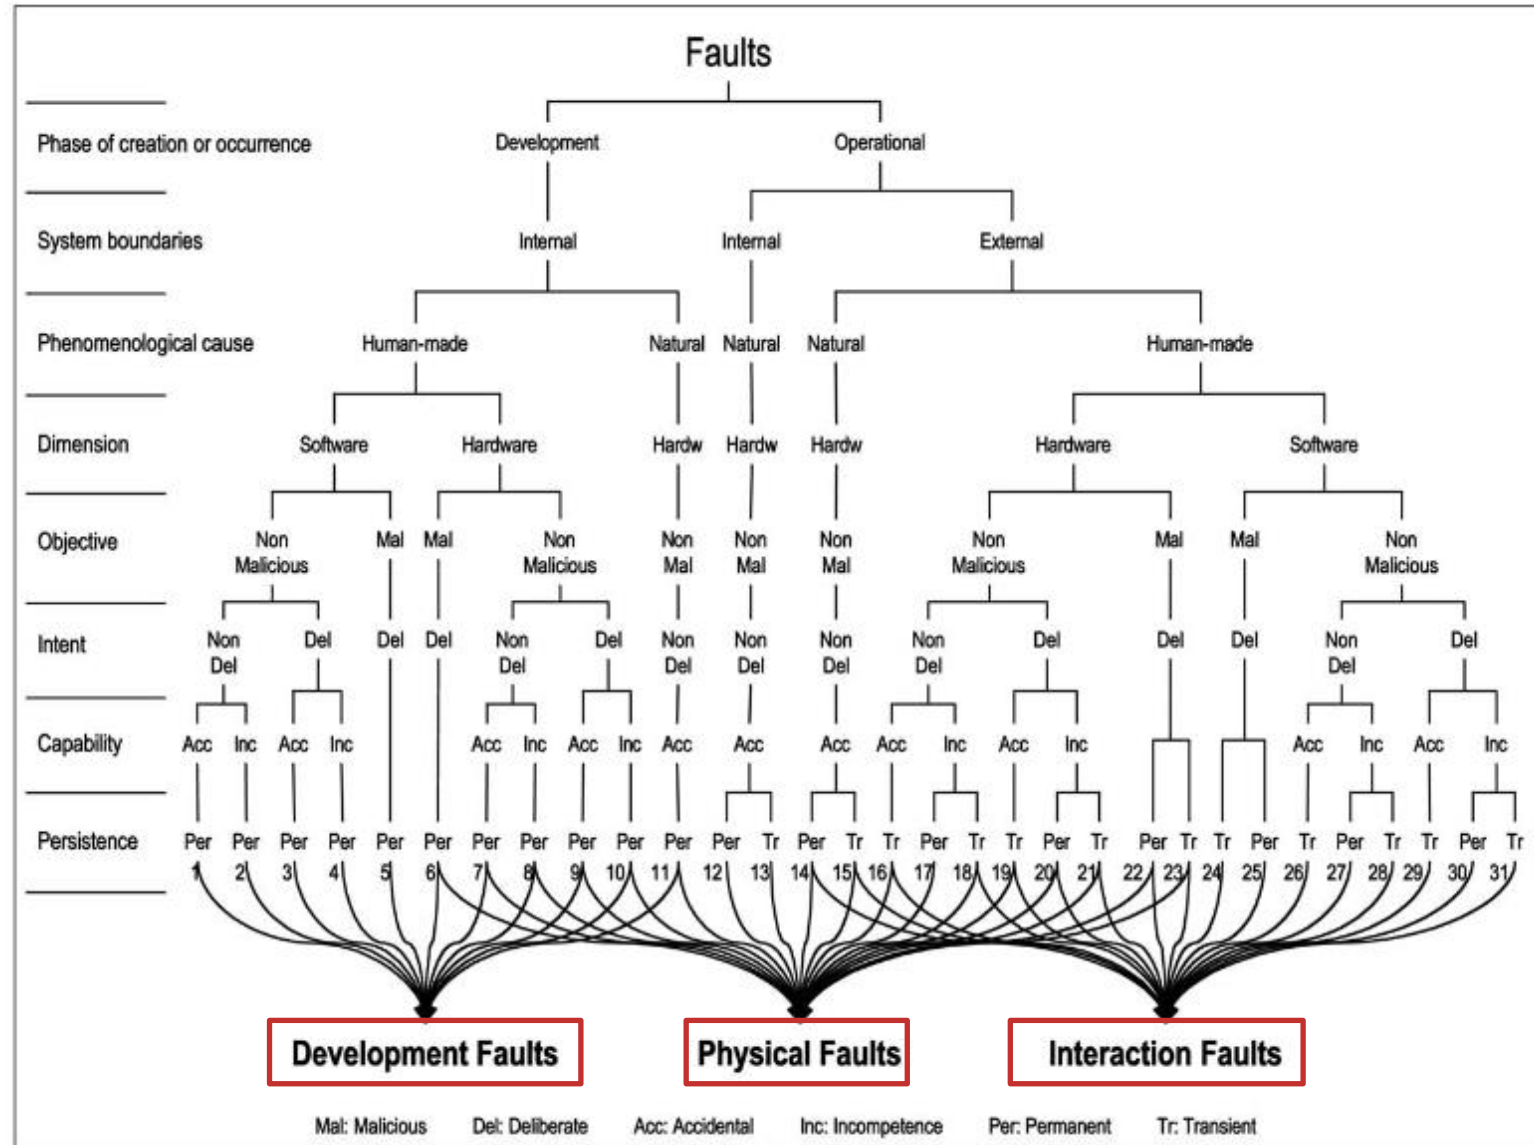 Faults
Phase of creation or occurrence Development Operational
System boundaries Internal Internal External
Phenomenological cause Human-made Natural Natural Natural Human-made
Dimension Software Hardware Hardw Hardw Hardw Hardware Software
Objective Non Mal Mal Non Non Non Non Non Mal Mal Non
Malicious Malicious Mal Mal Mal Malicious Malicious
Intent Non Del Del Del Non Del Non Non Non Non Del Del Del Non Del
Del Del Del Del Del Del Del
Capability Acc Inc Acc Inc Acc Inc Acc Inc Acc Acc Acc Acc Inc Acc Inc Acc Inc Acc Inc
Persistence Per Per Per Per Per Per Per Per Per Per Per Per Tr Per Tr Tr Per Tr Tr Per Tr Per Tr Tr Per Tr Per Tr Tr Per Tr
1 2 3 4 5 6 7 8 9 10 11 12 13 14 15 16 17 18 19 20 21 22 23 24 25 26 27 28 29 30 31
Development Faults Physical Faults Interaction Faults
Mal: Malicious Del: Deliberate Acc: Accidental Inc: Incompetence Per: Permanent Tr: Transient